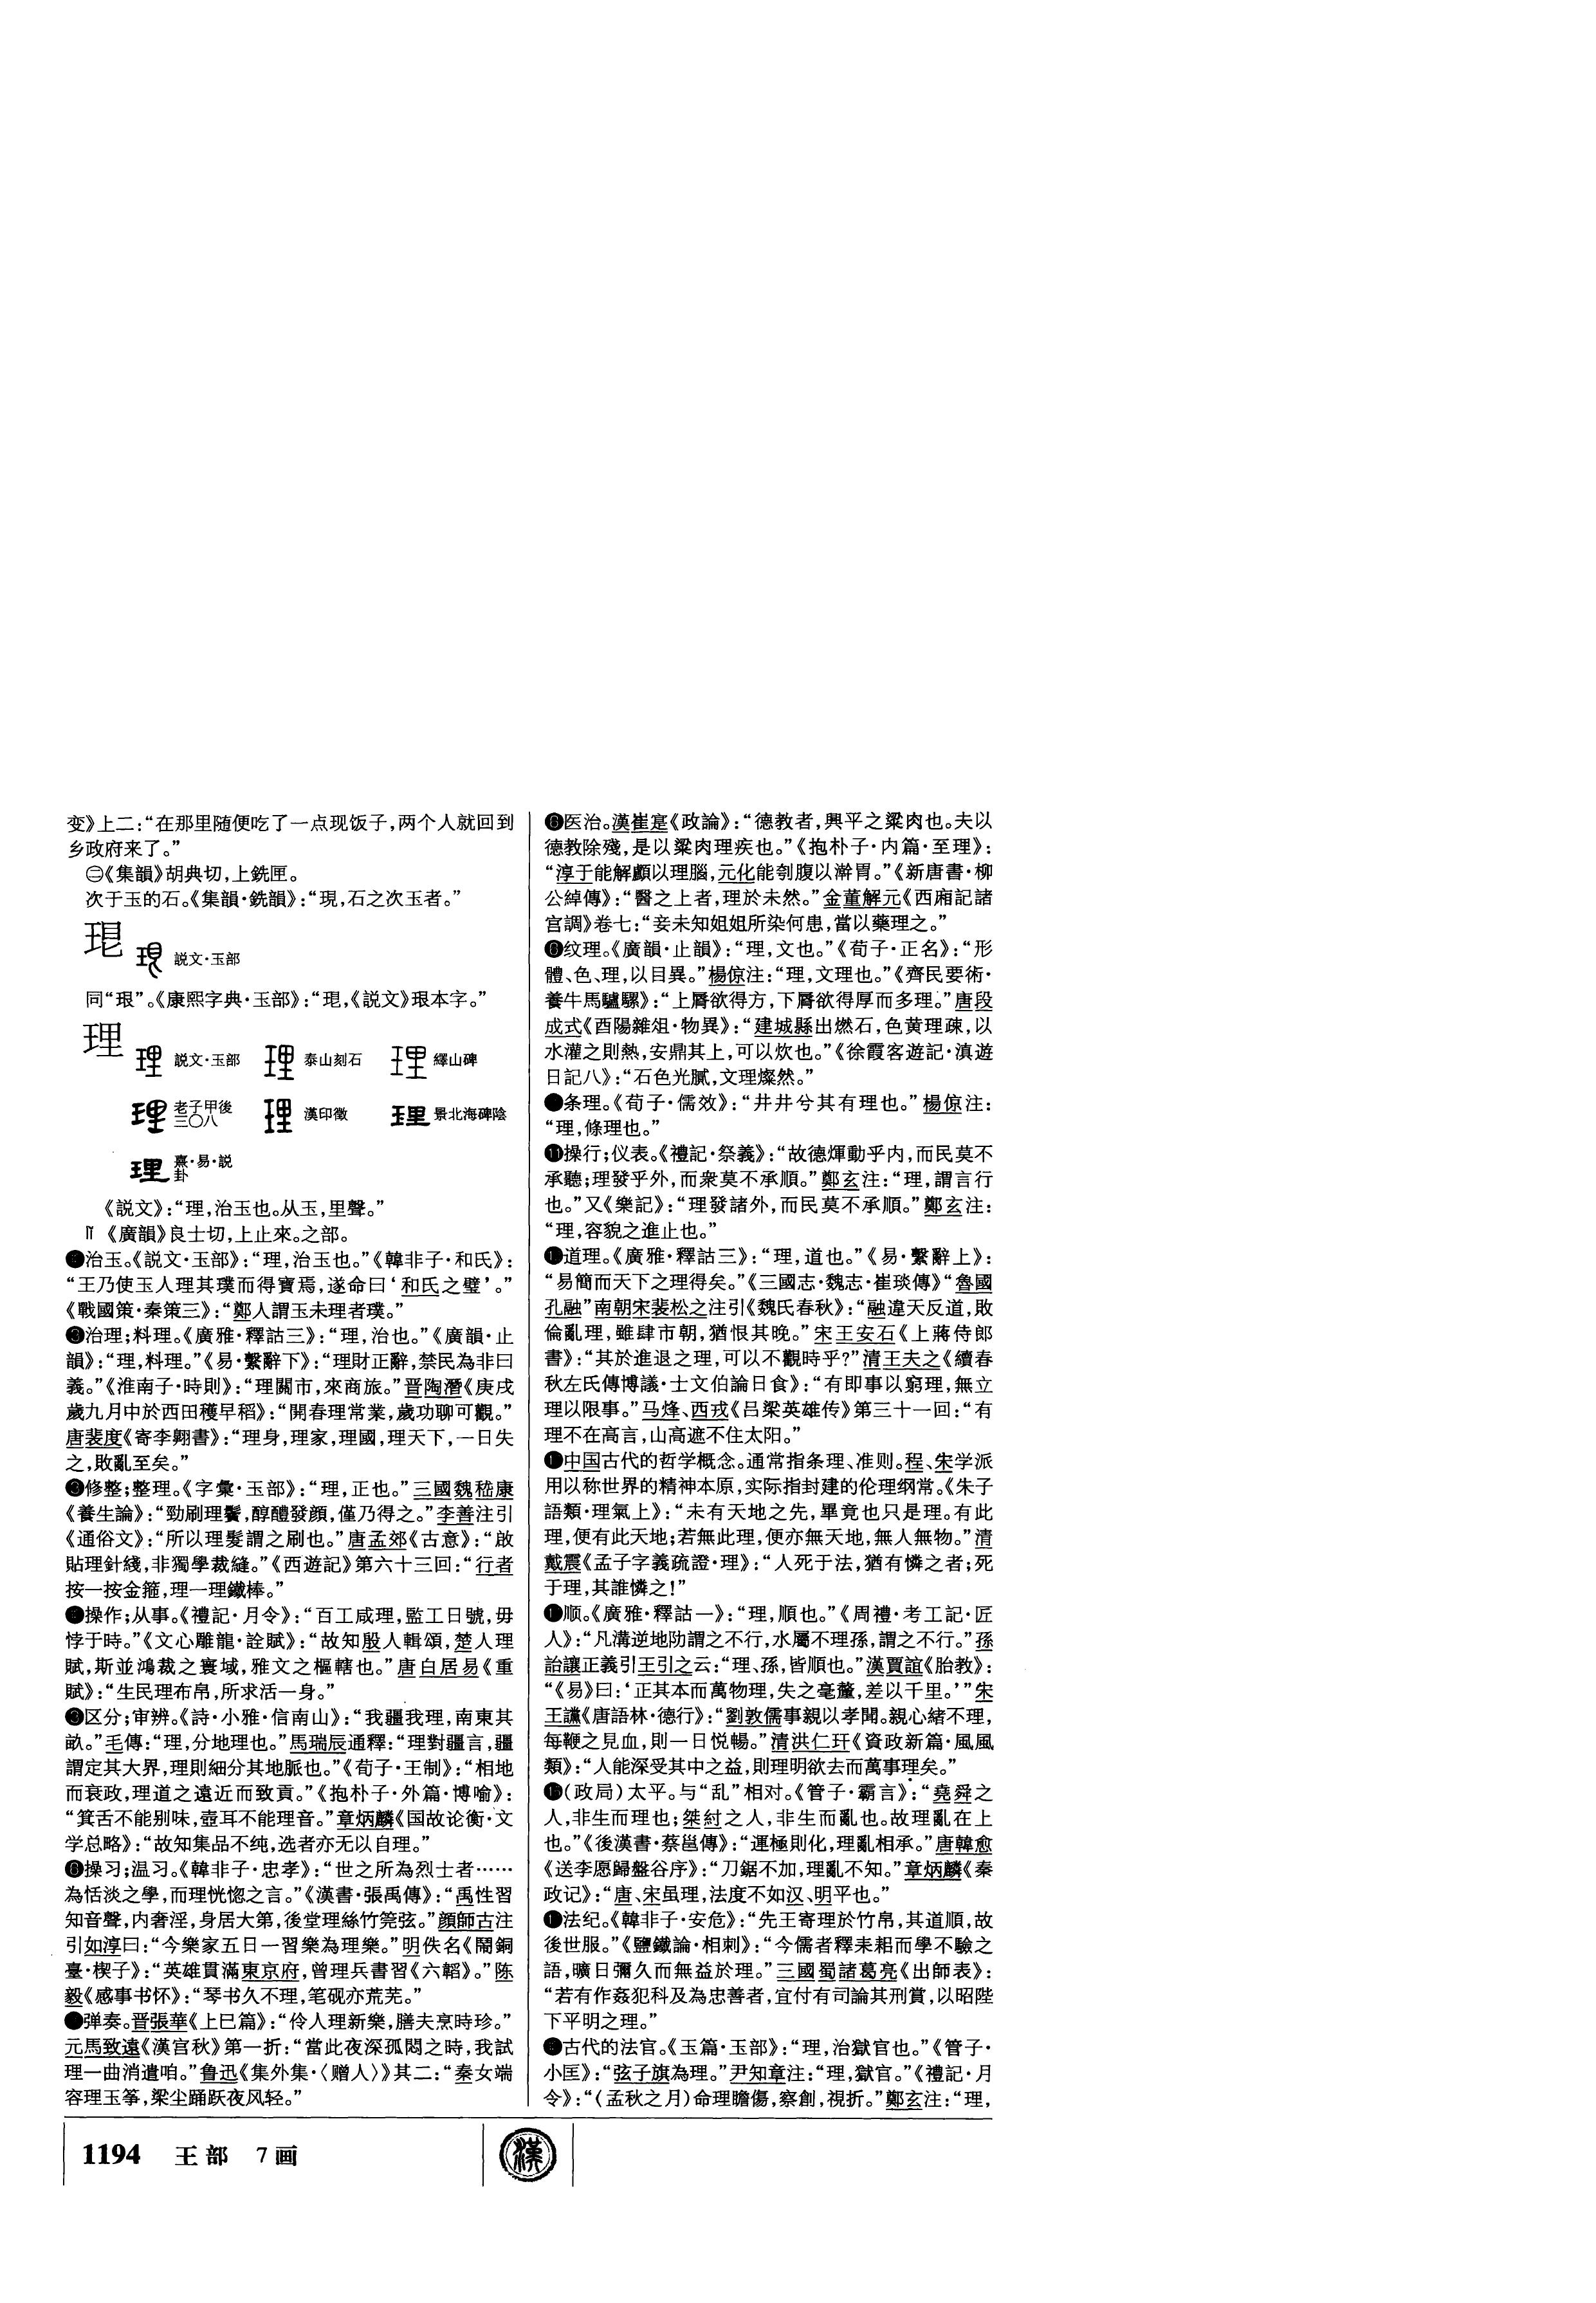 变》上二：“在那里随便吃了一点现饭子，两个人就回到
乡政府来了。”
㊁《集韻》胡典切，上銑匣。
次于玉的石。《集韻·銑韻》：“現，石之次玉者。”
説文·玉部
同“珢”。《康熙字典·玉部》：“珢，《説文》珢本字。”
理
理 説文·玉部 理 泰山刻石 理 繹山碑
理 老子甲後三〇八 理 漢印徵 理 景北海碑陰
理 熹·易·説卦
《説文》：“理，治玉也。从玉，里聲。”
lǐ 《廣韻》良士切，上止來。之部。
治玉。《説文·玉部》：“理，治玉也。”《韓非子·和氏》：
“王乃使玉人理其璞而得寶焉，遂命曰‘和氏之璧’。”
《戰國策·秦策三》：“鄭人謂玉未理者璞。”
治理；料理。《廣雅·釋詁三》：“理，治也。”《廣韻·止
韻》：“理，料理。”《易·繫辭下》：“理財正辭，禁民為非曰
義。”《淮南子·時則》：“理關市，來商旅。”晋陶潛《庚戌
歲九月中於西田穫早稻》：“開春理常業，歲功聊可觀。”
唐裴度《寄李翱書》：“理身，理家，理國，理天下，一日失
之，敗亂至矣。”
修整；整理。《字彙·玉部》：“理，正也。”三國魏嵇康
《養生論》：“勁刷理鬢，醇醴發顔，僅乃得之。”李善注引
《通俗文》：“所以理髮謂之刷也。”唐孟郊《古意》：“啟
貼理針綫，非獨學裁縫。”《西遊記》第六十三回：“行者
按一按金箍，理一理鐵棒。”
操作；从事。《禮記·月令》：“百工咸理，監工日號，毋
悖于時。”《文心雕龍·詮賦》：“故知殷人輯頌，楚人理
賦，斯並鴻裁之寰域，雅文之樞轄也。”唐白居易《重
賦》：“生民理布帛，所求活一身。”
区分；审辨。《詩·小雅·信南山》：“我疆我理，南東其
畝。”毛傳：“理，分地理也。”馬瑞辰通釋：“理對疆言，疆
謂定其大界，理則細分其地脈也。”《荀子·王制》：“相地
而衰政，理道之遠近而致貢。”《抱朴子·外篇·博喻》：
“箕舌不能别味，壺耳不能理音。”章炳麟《国故论衡·文
学总略》：“故知集品不纯，选者亦无以自理。”
操习；温习。《韓非子·忠孝》：“世之所為烈士者……
為恬淡之學，而理恍惚之言。”《漢書·張禹傳》：“禹性習
知音聲，内奢淫，身居大第，後堂理絲竹筦弦。”顔師古注
引如淳曰：“今樂家五日一習樂為理樂。”明佚名《鬧銅
臺·楔子》：“英雄貫滿東京府，曾理兵書習《六韜》。”陈
毅《感事书怀》：“琴书久不理，笔砚亦荒芜。”
弹奏。晋張華《上巳篇》：“伶人理新樂，膳夫烹時珍。”
元馬致遠《漢宫秋》第一折：“當此夜深孤悶之時，我試
理一曲消遣咱。”鲁迅《集外集·〈赠人〉》其二：“秦女端
容理玉筝，梁尘踊跃夜风轻。”
医治。漢崔寔《政論》：“德教者，興平之粱肉也。夫以
德教除殘，是以粱肉理疾也。”《抱朴子·内篇·至理》：
“淳于能解顱以理腦，元化能刳腹以澣胃。”《新唐書·柳
公綽傳》：“醫之上者，理於未然。”金董解元《西廂記諸
宫調》卷七：“妾未知姐姐所染何患，當以藥理之。”
纹理。《廣韻·止韻》：“理，文也。”《荀子·正名》：“形
體、色、理，以目異。”楊倞注：“理，文理也。”《齊民要術·
養牛馬驢騾》：“上脣欲得方，下脣欲得厚而多理。”唐段
成式《酉陽雜俎·物異》：“建城縣出燃石，色黄理疎，以
水灌之則熱，安鼎其上，可以炊也。”《徐霞客遊記·滇遊
日記八》：“石色光膩，文理燦然。”
条理。《荀子·儒效》：“井井兮其有理也。”楊倞注：
“理，條理也。”
⓫操行；仪表。《禮記·祭義》：“故德煇動乎内，而民莫不
承聽；理發乎外，而衆莫不承順。”鄭玄注：“理，謂言行
也。”又《樂記》：“理發諸外，而民莫不承順。”鄭玄注：
“理，容貌之進止也。”
道理。《廣雅·釋詁三》：“理，道也。”《易·繫辭上》：
“易簡而天下之理得矣。”《三國志·魏志·崔琰傳》“魯國
孔融”南朝宋裴松之注引《魏氏春秋》：“融違天反道，敗
倫亂理，雖肆市朝，猶恨其晚。”宋王安石《上蔣侍郎
書》：“其於進退之理，可以不觀時乎？”清王夫之《續春
秋左氏傳博議·士文伯論日食》：“有即事以窮理，無立
理以限事。”马烽、西戎《吕梁英雄传》第三十一回：“有
理不在高言，山高遮不住太阳。”
中国古代的哲学概念。通常指条理、准则。程、朱学派
用以称世界的精神本原，实际指封建的伦理纲常。《朱子
語類·理氣上》：“未有天地之先，畢竟也只是理。有此
理，便有此天地；若無此理，便亦無天地，無人無物。”清
戴震《孟子字義疏證·理》：“人死于法，猶有憐之者；死
于理，其誰憐之！”
顺。《廣雅·釋詁一》：“理，順也。”《周禮·考工記·匠
人》：“凡溝逆地阞謂之不行，水屬不理孫，謂之不行。”孫
詒讓正義引王引之云：“理、孫，皆順也。”漢賈誼《胎教》：
“《易》曰：‘正其本而萬物理，失之毫釐，差以千里。’”宋
王讜《唐語林·德行》：“劉敦儒事親以孝聞。親心緒不理，
每鞭之見血，則一日悦暢。”清洪仁玕《資政新篇·風風
類》：“人能深受其中之益，則理明欲去而萬事理矣。”
（政局）太平。与“乱”相对。《管子·霸言》：“堯舜之
人，非生而理也；桀紂之人，非生而亂也。故理亂在上
也。”《後漢書·蔡邕傳》：“運極則化，理亂相承。”唐韓愈
《送李愿歸盤谷序》：“刀鋸不加，理亂不知。”章炳麟《秦
政记》：“唐、宋虽理，法度不如汉、明平也。”
法纪。《韓非子·安危》：“先王寄理於竹帛，其道順，故
後世服。”《鹽鐵論·相刺》：“今儒者釋耒耜而學不驗之
語，曠日彌久而無益於理。”三國蜀諸葛亮《出師表》：
“若有作姦犯科及為忠善者，宜付有司論其刑賞，以昭陛
下平明之理。”
古代的法官。《玉篇·玉部》：“理，治獄官也。”《管子·
小匡》：“弦子旗為理。”尹知章注：“理，獄官。”《禮記·月
令》：“（孟秋之月）命理瞻傷，察創，視折。”鄭玄注：“理，
1194 王部 7画
漢